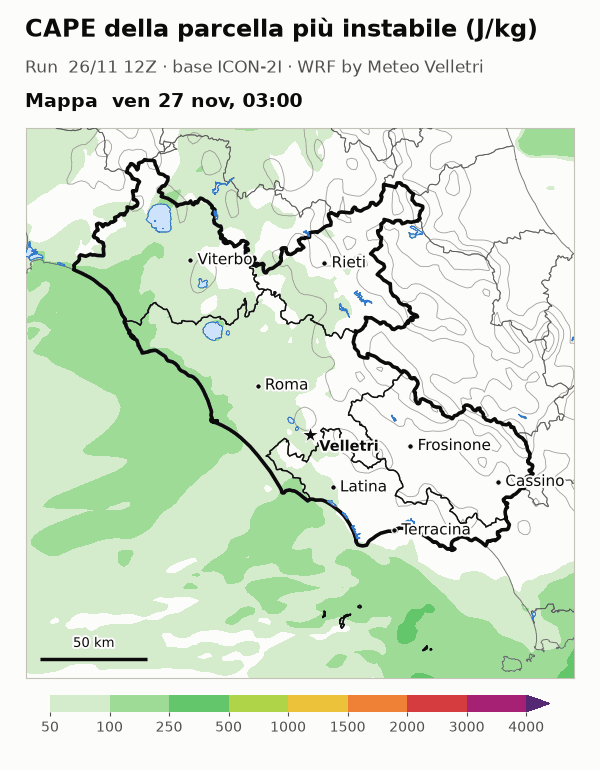 CAPE della parcella più instabile (J/kg)
Run 26/11 12Z · base ICON-2I · WRF by Meteo Velletri
Mappa ven 27 nov, 03:00
Viterbo
Rieti
Roma
Velletri
Frosinone
Cassino
Latina
Terracina
50 km
50 100 250 500 1000 1500 2000 3000 4000